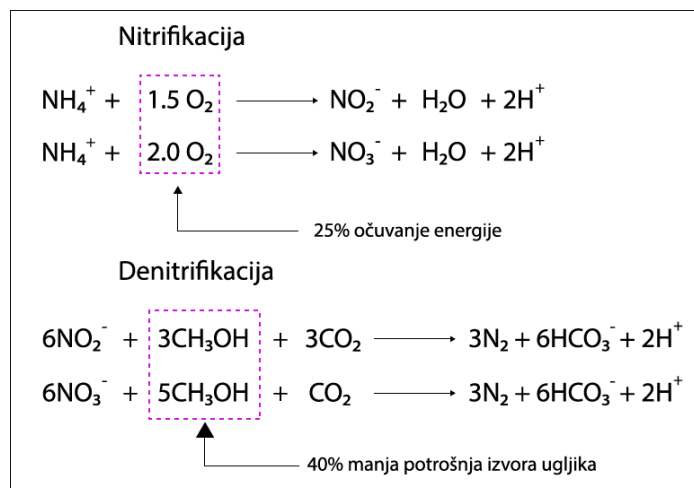 Nitrifikacija
NH₄⁺ + 1.5 O₂ → NO₂⁻ + H₂O + 2H⁺
NH₄⁺ + 2.0 O₂ → NO₃⁻ + H₂O + 2H⁺
25% očuvanje energije
Denitrifikacija
6NO₂⁻ + 3CH₃OH + 3CO₂ → 3N₂ + 6HCO₃⁻ + 2H⁺
6NO₃⁻ + 5CH₃OH + CO₂ → 3N₂ + 6HCO₃⁻ + 2H⁺
40% manja potrošnja izvora ugljika